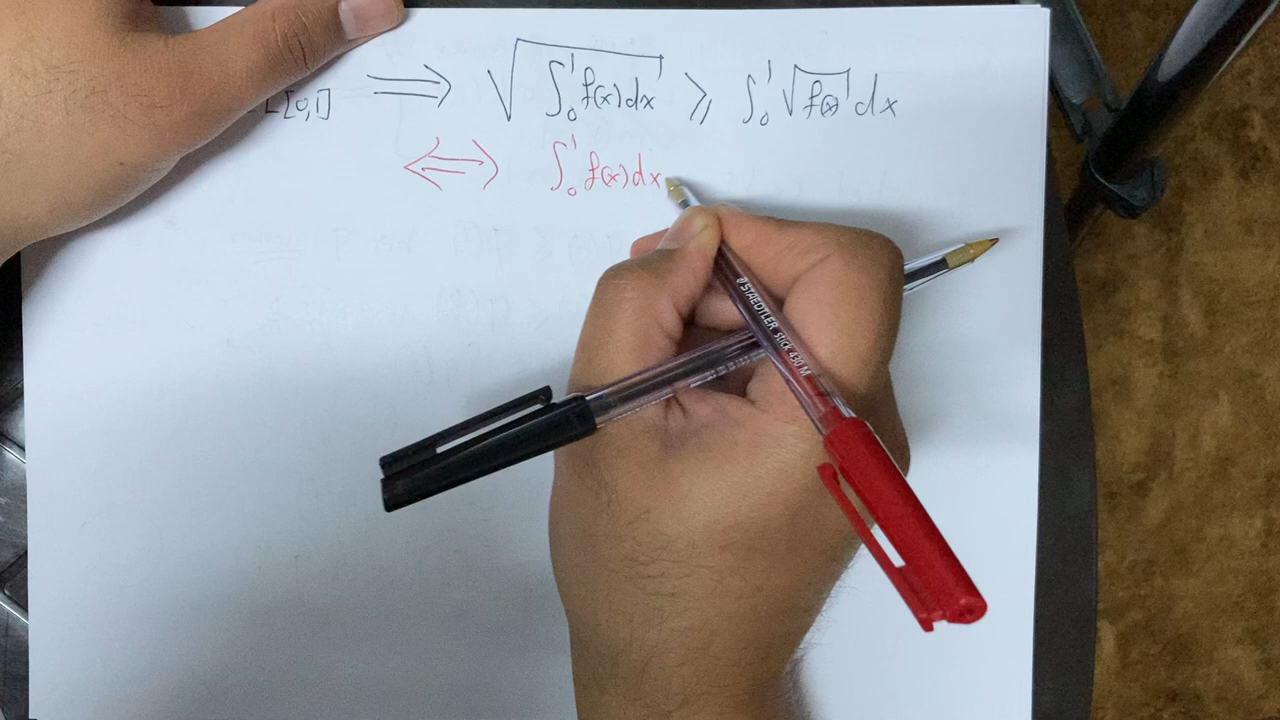 [0,1] ⟹ √∫₀¹ f(x)dx ⩾ ∫₀¹ √f(x) dx
⟺ ∫₀¹ f(x)dx
STAEDTLER stick 430 M